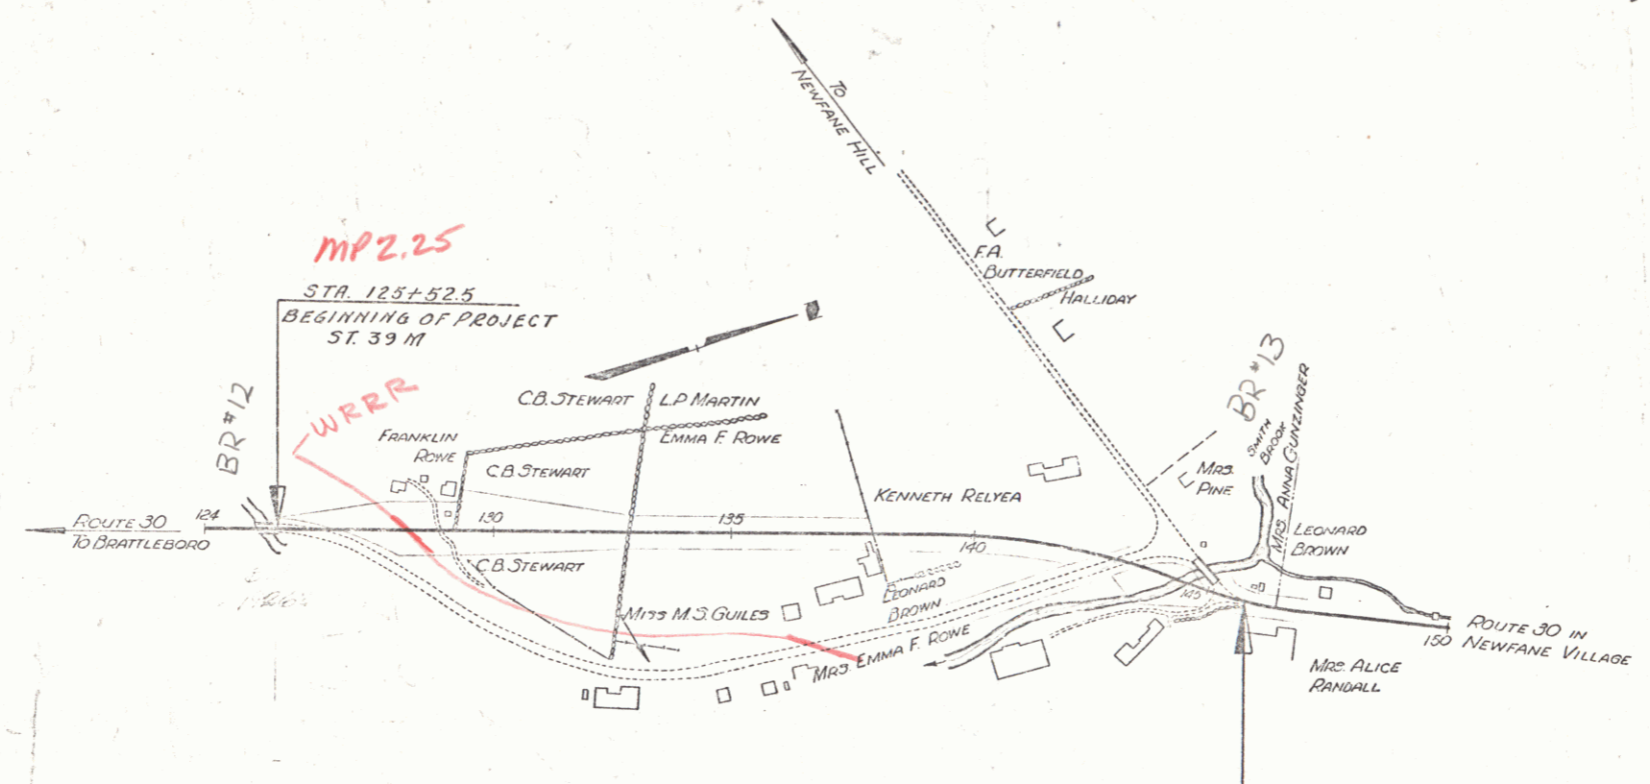 TO
NEWFANE HILL
MP 2.25
STA. 125+52.5
BEGINNING OF PROJECT
ST. 39 M
F.A.
BUTTERFIELD
HALLIDAY
BR #12
WRRR
C.B. STEWART
L.P MARTIN
FRANKLIN
ROWE
EMMA F. ROWE
C.B. STEWART
BR #13
SMITH
BROOK
MRS. ANNA GUNZINGER
MRS.
PINE
KENNETH RELYEA
ROUTE 30
TO BRATTLEBORO
124
130
135
140
145
150
LEONARD
BROWN
C.B. STEWART
LEONARD
BROWN
MISS M.S. GUILES
MRS. EMMA F. ROWE
ROUTE 30 IN
NEWFANE VILLAGE
MRS. ALICE
RANDALL